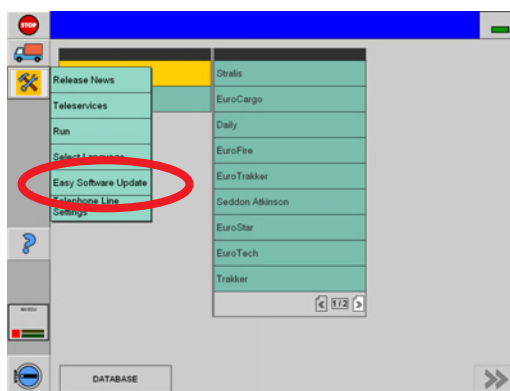 STOP
Release News
Teleservices
Run
Select Language
Easy Software Update
Telephone Line
Settings
Stralis
EuroCargo
Daily
EuroFire
EuroTrakker
Seddon Atkinson
EuroStar
EuroTech
Trakker
1/2
DATABASE